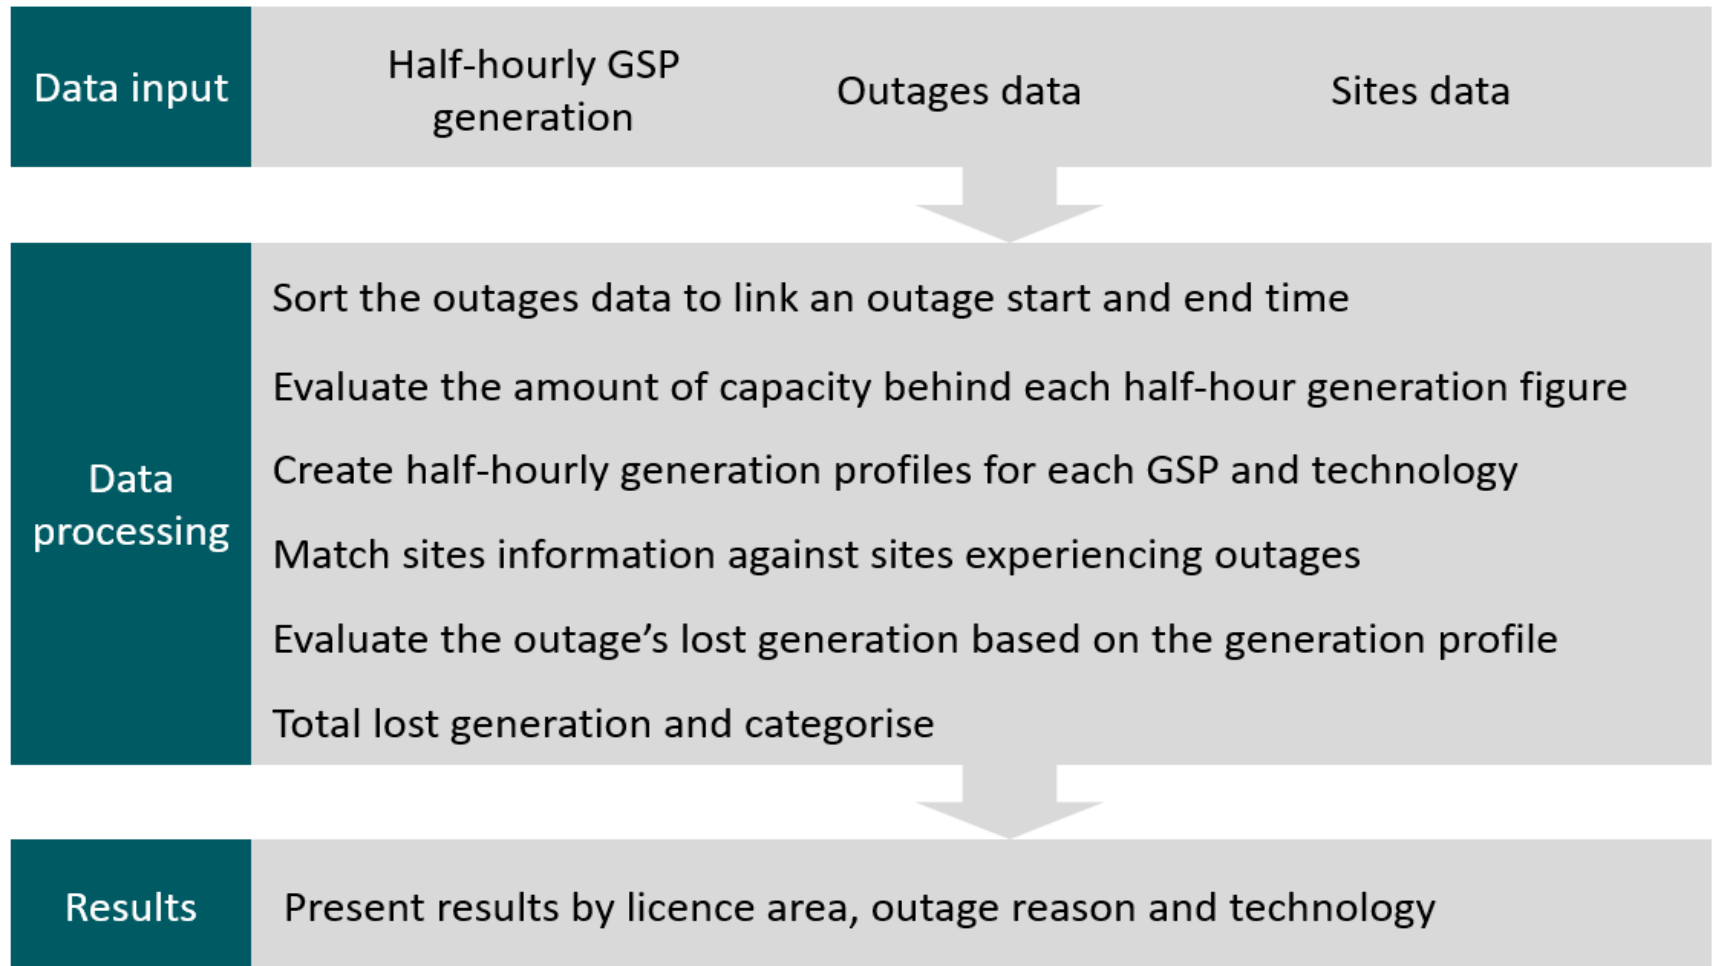 Data input
Half-hourly GSP
generation
Outages data
Sites data
Data
processing
Sort the outages data to link an outage start and end time
Evaluate the amount of capacity behind each half-hour generation figure
Create half-hourly generation profiles for each GSP and technology
Match sites information against sites experiencing outages
Evaluate the outage’s lost generation based on the generation profile
Total lost generation and categorise
Results
Present results by licence area, outage reason and technology